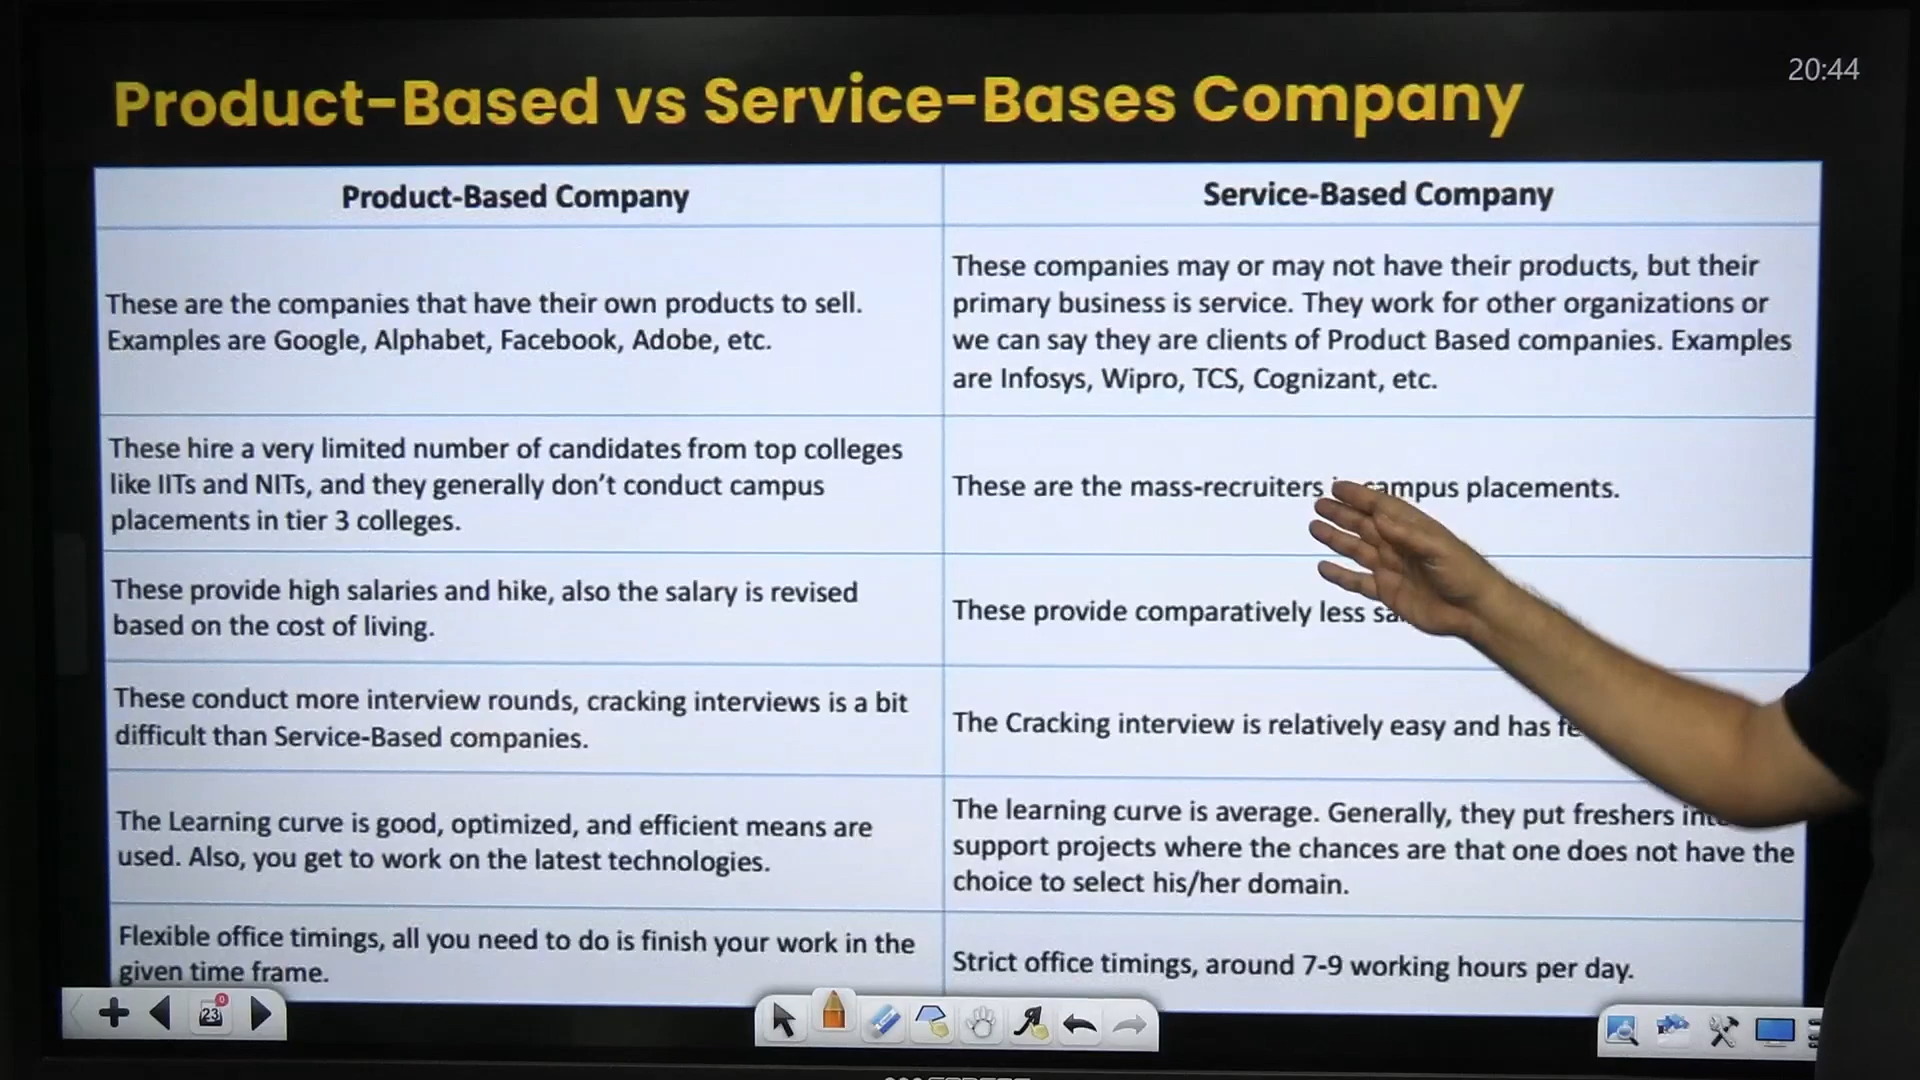 20:44
Product-Based vs Service-Bases Company
Product-Based Company
Service-Based Company
These are the companies that have their own products to sell.
Examples are Google, Alphabet, Facebook, Adobe, etc.
These companies may or may not have their products, but their
primary business is service. They work for other organizations or
we can say they are clients of Product Based companies. Examples
are Infosys, Wipro, TCS, Cognizant, etc.
These hire a very limited number of candidates from top colleges
like IITs and NITs, and they generally don't conduct campus
placements in tier 3 colleges.
These are the mass-recruiters campus placements.
These provide high salaries and hike, also the salary is revised
based on the cost of living.
These provide comparatively less
These conduct more interview rounds, cracking interviews is a bit
difficult than Service-Based companies.
The Cracking interview is relatively easy and has
The Learning curve is good, optimized, and efficient means are
used. Also, you get to work on the latest technologies.
The learning curve is average. Generally, they put freshers
support projects where the chances are that one does not have the
choice to select his/her domain.
Flexible office timings, all you need to do is finish your work in the
given time frame.
Strict office timings, around 7-9 working hours per day.
23
0